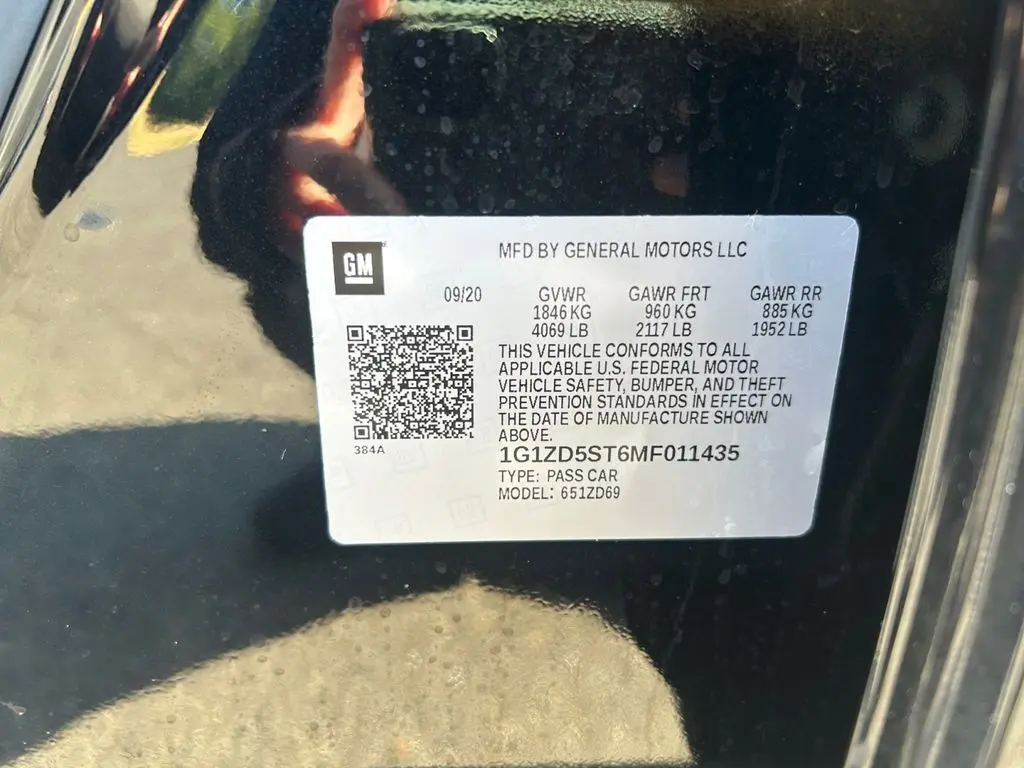 GM
MFD BY GENERAL MOTORS LLC
09/20 GVWR GAWR FRT GAWR RR
1846 KG 960 KG 885 KG
4069 LB 2117 LB 1952 LB
THIS VEHICLE CONFORMS TO ALL
APPLICABLE U.S. FEDERAL MOTOR
VEHICLE SAFETY, BUMPER, AND THEFT
PREVENTION STANDARDS IN EFFECT ON
THE DATE OF MANUFACTURE SHOWN
ABOVE.
384A
1G1ZD5ST6MF011435
TYPE: PASS CAR
MODEL: 651ZD69